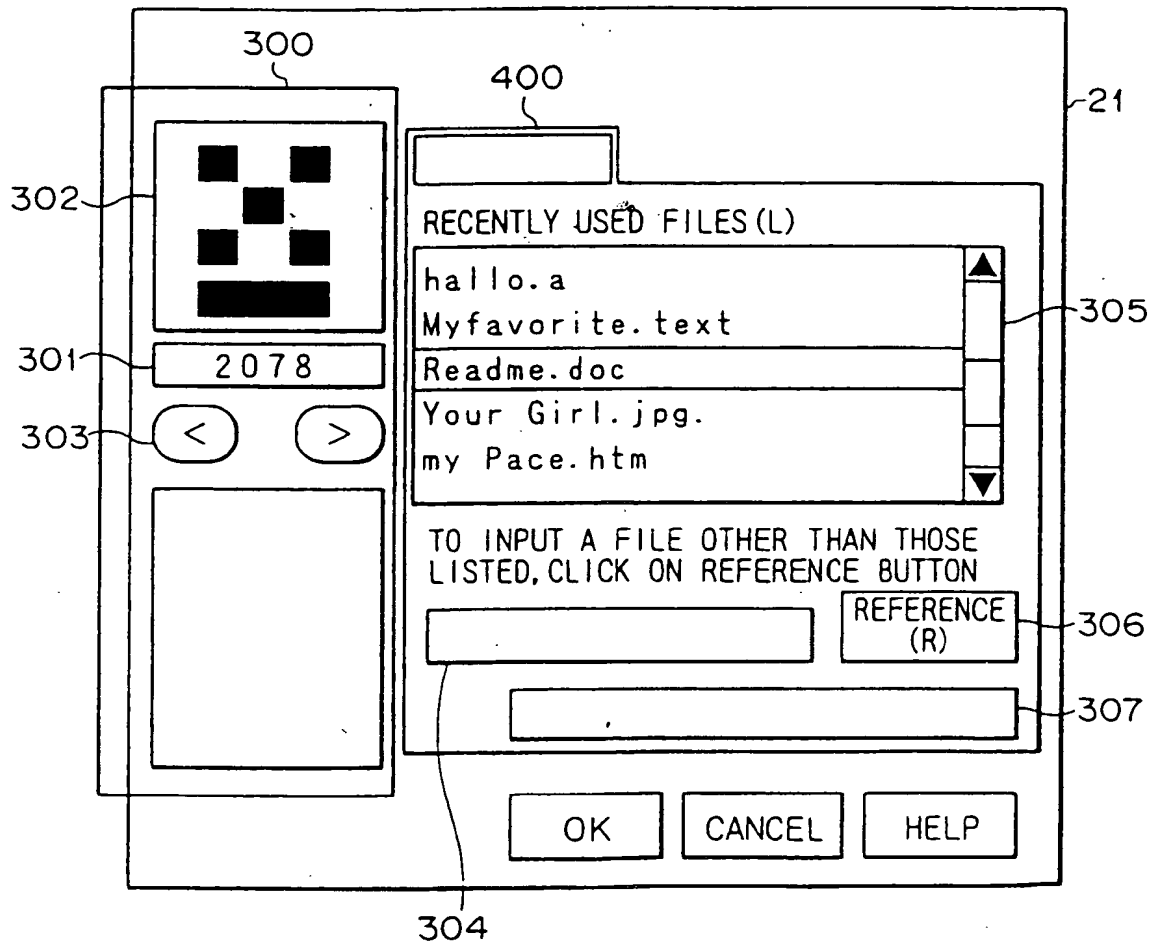 300
400
21
302
RECENTLY USED FILES(L)
hallo.a
Myfavorite.text
305
301
2078
Readme.doc
303
<
>
Your Girl.jpg.
my Pace.htm
TO INPUT A FILE OTHER THAN THOSE
LISTED,CLICK ON REFERENCE BUTTON
REFERENCE
(R)
306
307
OK
CANCEL
HELP
304